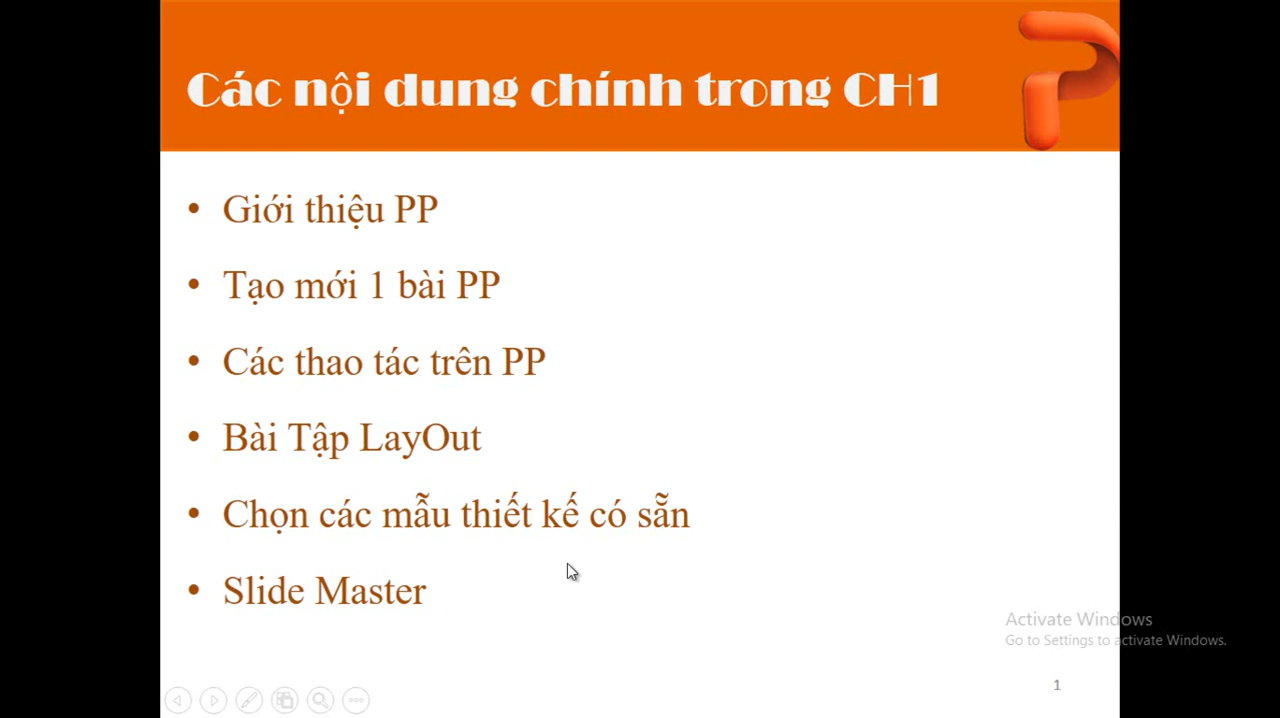 Các nội dung chính trong CH1
• Giới thiệu PP
• Tạo mới 1 bài PP
• Các thao tác trên PP
• Bài Tập LayOut
• Chọn các mẫu thiết kế có sẵn
• Slide Master
Activate Windows
Go to Settings to activate Windows.
1